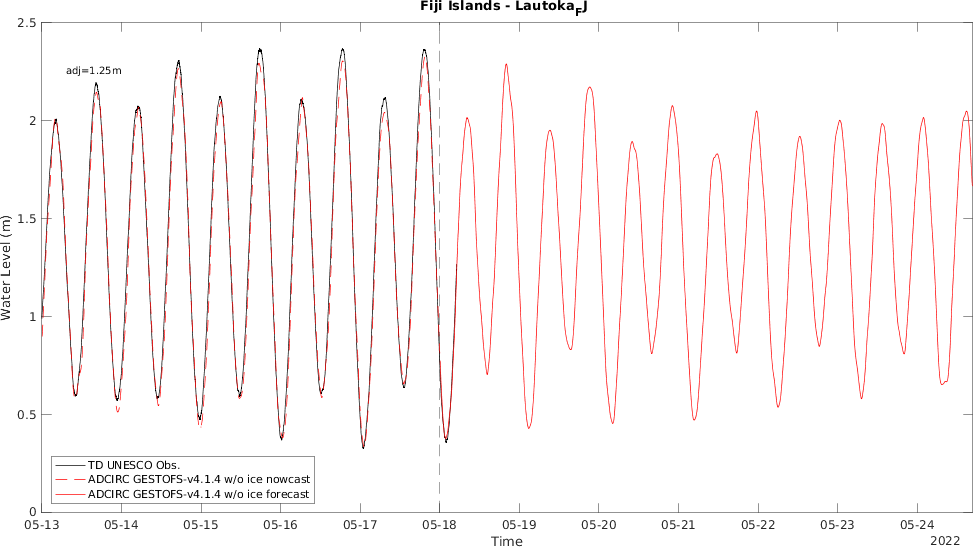 Fiji Islands - Lautoka_FJ
2.5
adj=1.25m
2
1.5
Water Level (m)
1
0.5
TD UNESCO Obs.
ADCIRC GESTOFS-v4.1.4 w/o ice nowcast
ADCIRC GESTOFS-v4.1.4 w/o ice forecast
0
05-13 05-14 05-15 05-16 05-17 05-18 05-19 05-20 05-21 05-22 05-23 05-24
Time
2022